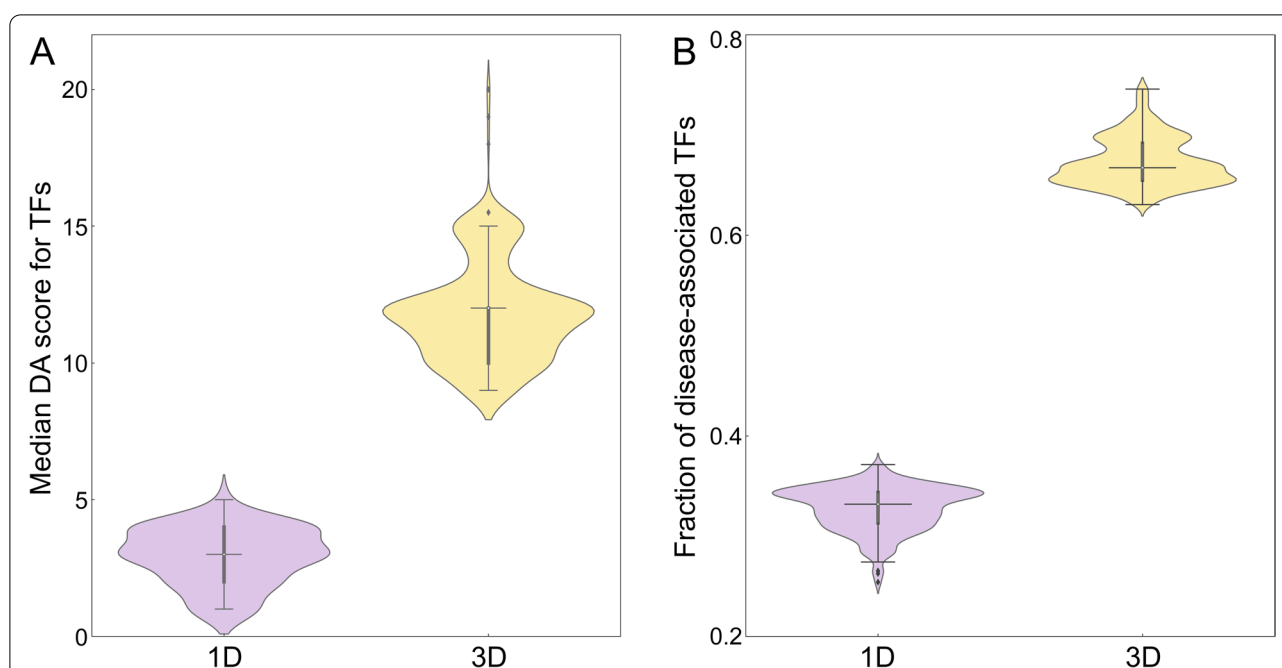 A
Median DA score for TFs
20
15
10
5
0
1D
3D
B
Fraction of disease-associated TFs
0.8
0.6
0.4
0.2
1D
3D